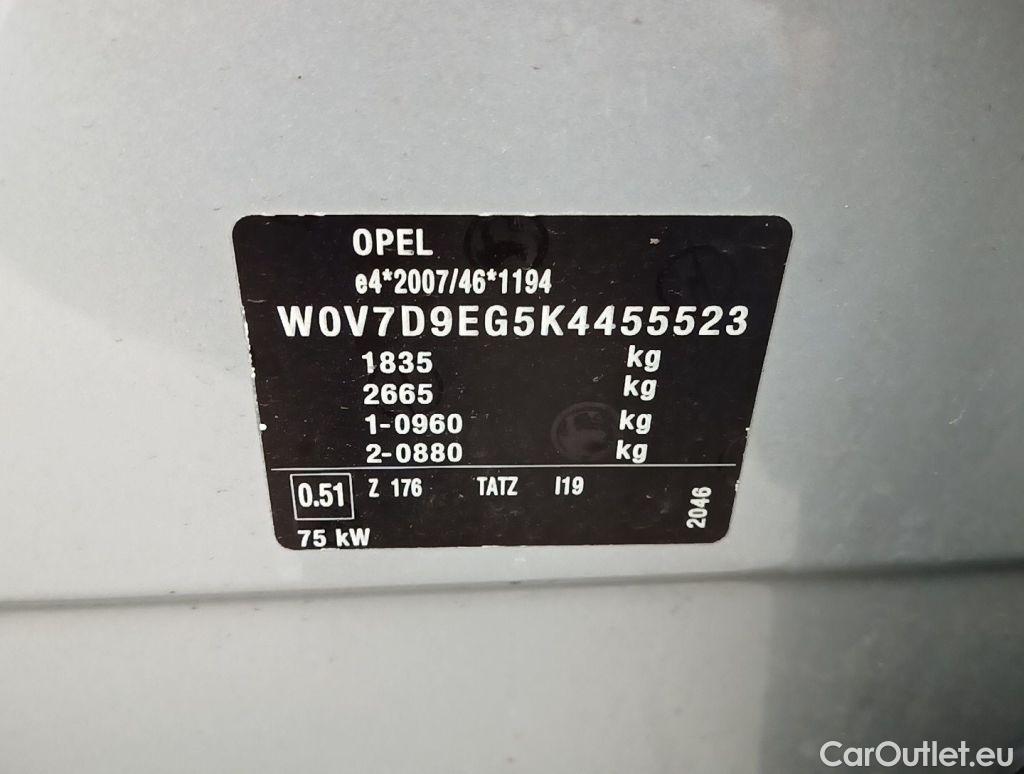 OPEL
e4*2007/46*1194
W0V7D9EG5K4455523
1835 kg
2665 kg
1-0960 kg
2-0880 kg
0.51 Z 176 TATZ I19
2046
75 kW
CarOutlet.eu